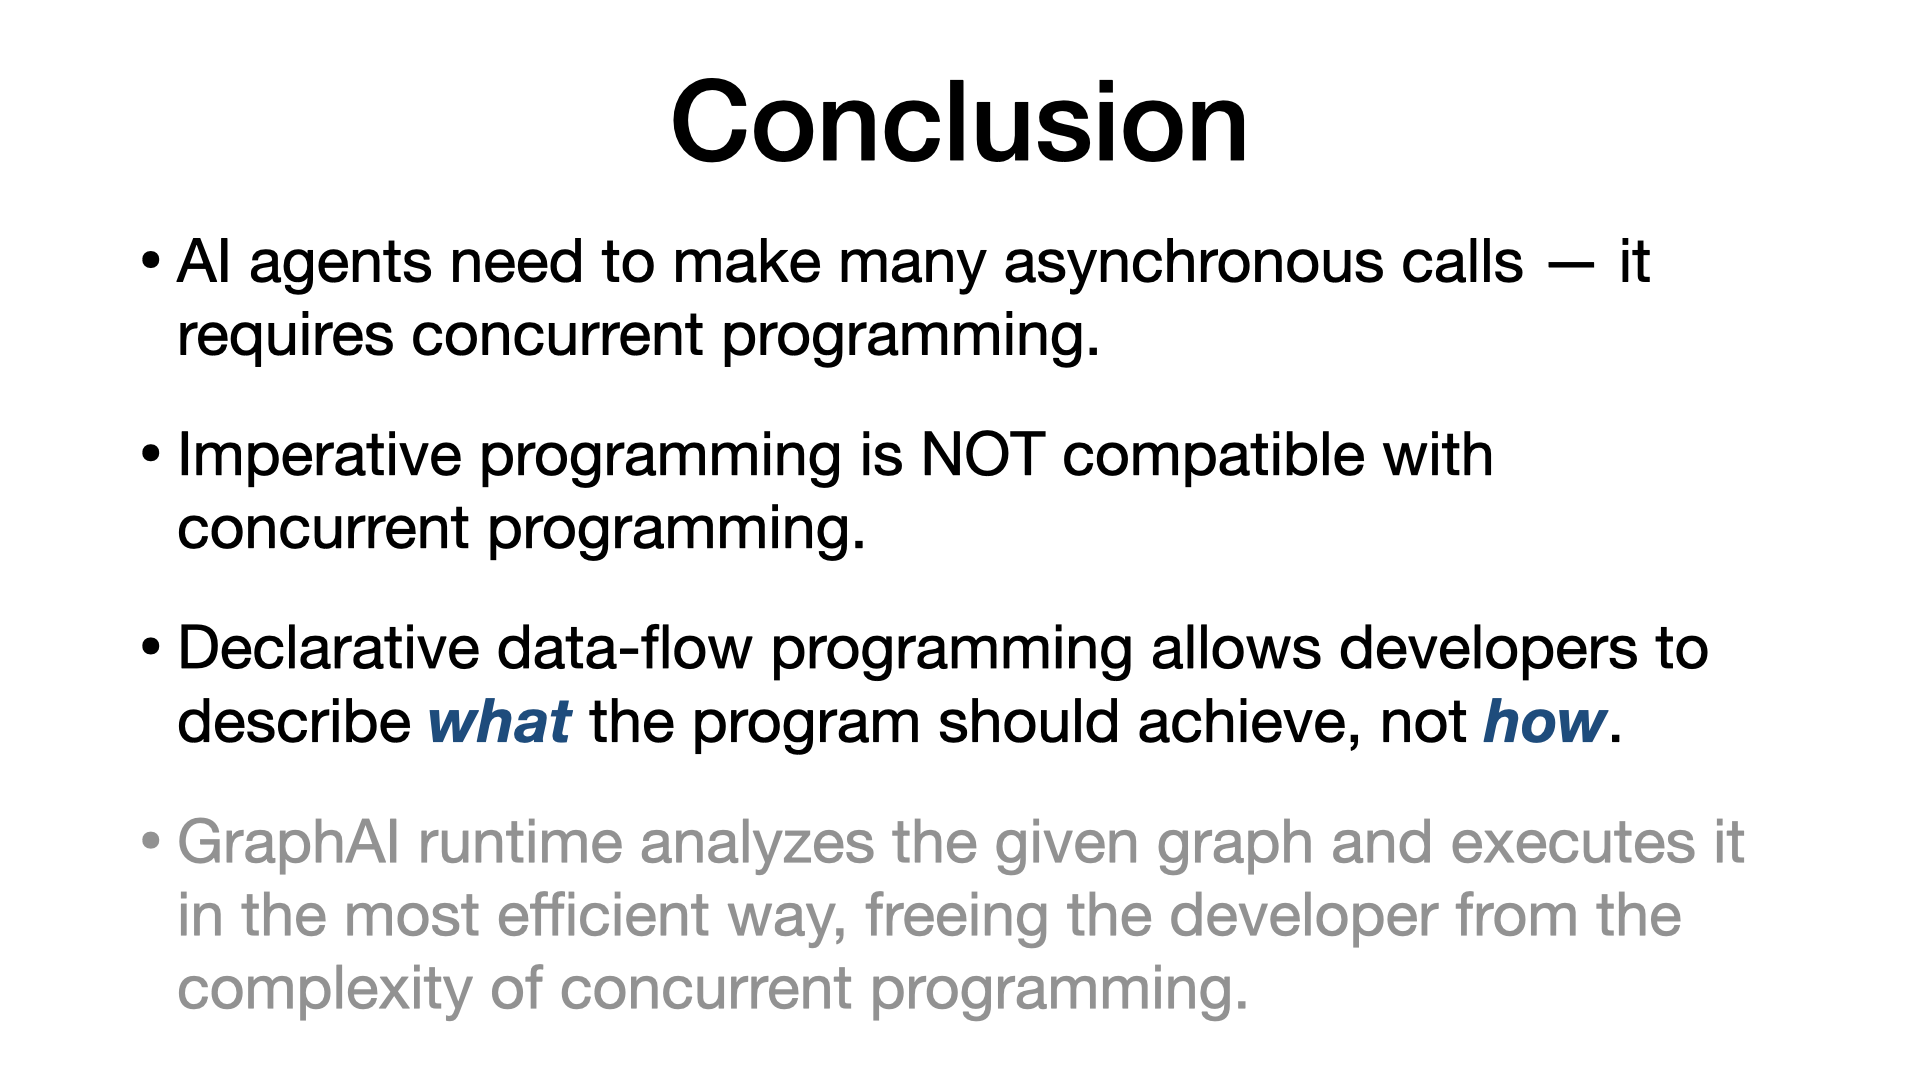 Conclusion
• AI agents need to make many asynchronous calls — it
requires concurrent programming.
• Imperative programming is NOT compatible with
concurrent programming.
• Declarative data-flow programming allows developers to
describe what the program should achieve, not how.
• GraphAI runtime analyzes the given graph and executes it
in the most efficient way, freeing the developer from the
complexity of concurrent programming.